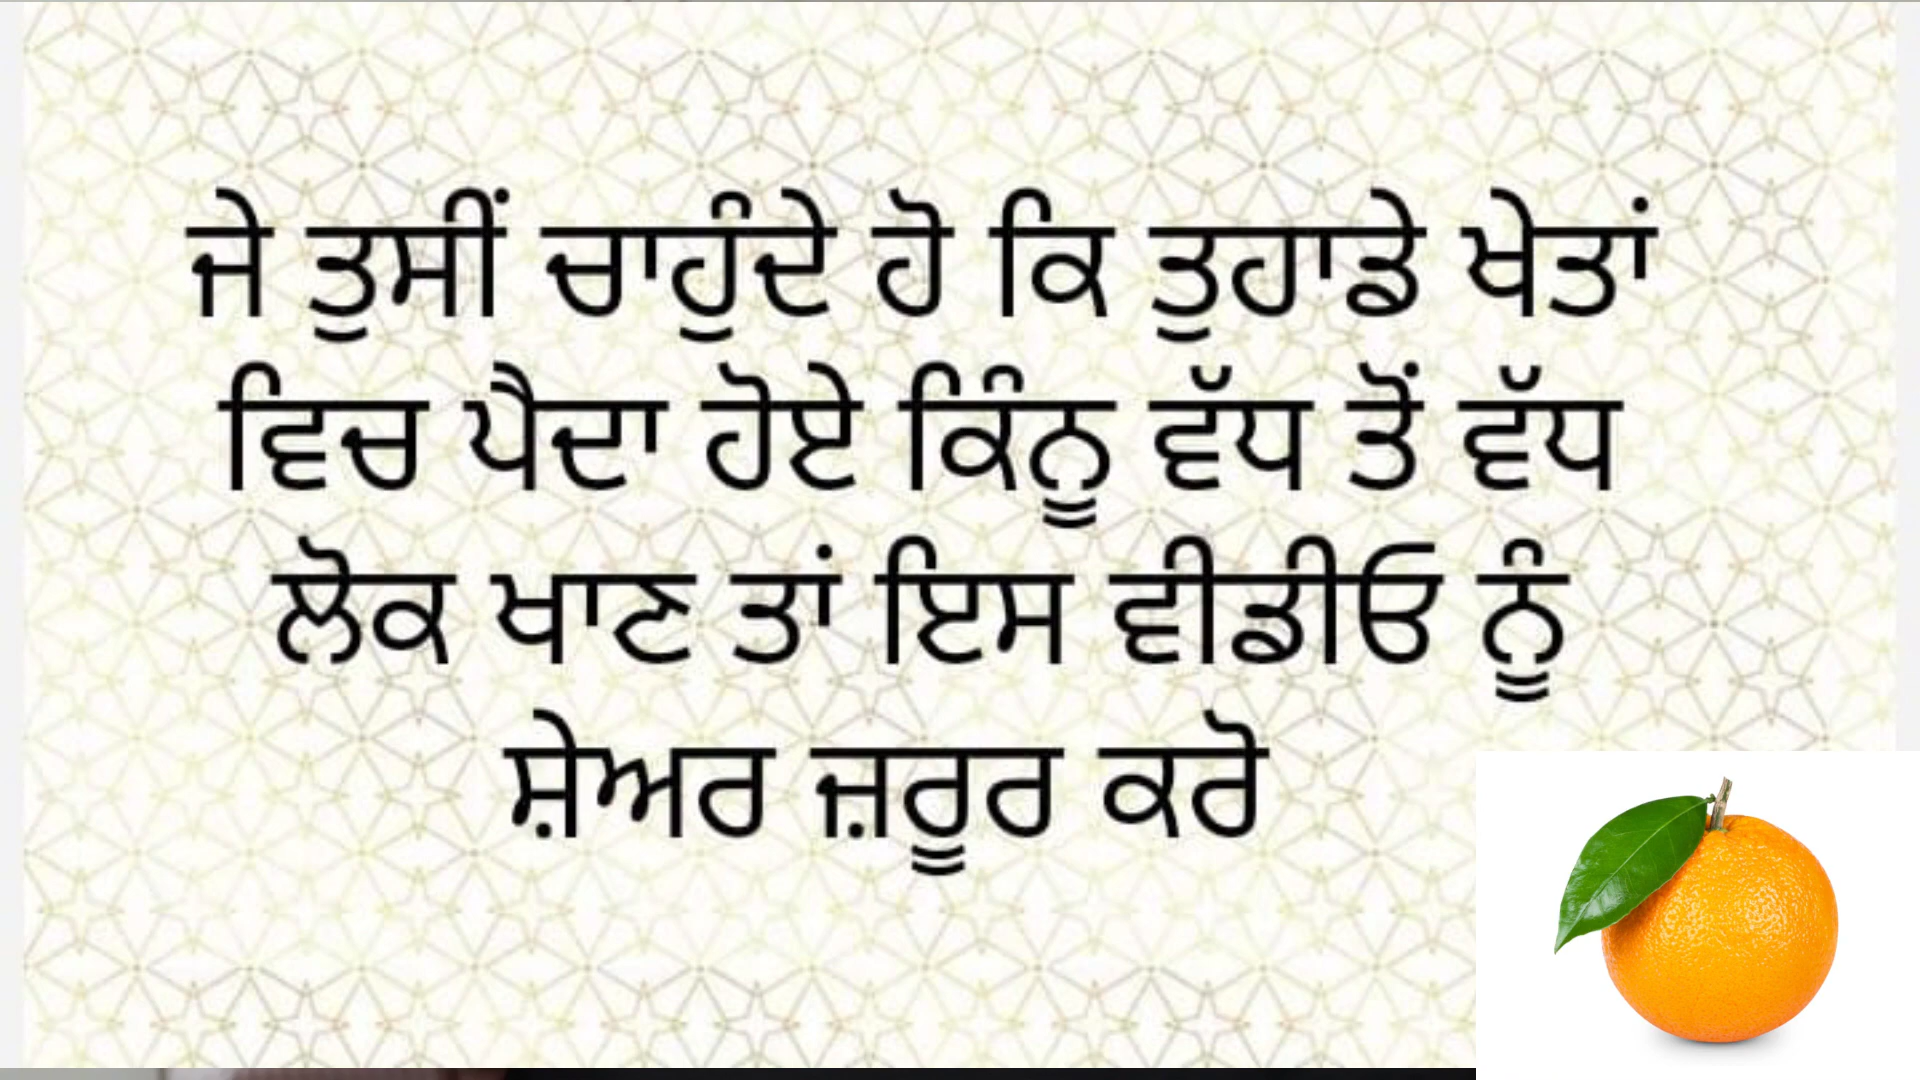 ਜੇ ਤੁਸੀਂ ਚਾਹੁੰਦੇ ਹੋ ਕਿ ਤੁਹਾਡੇ ਖੇਤਾਂ
ਵਿਚ ਪੈਦਾ ਹੋਏ ਕਿੰਨੂ ਵੱਧ ਤੋਂ ਵੱਧ
ਲੋਕ ਖਾਣ ਤਾਂ ਇਸ ਵੀਡੀਓ ਨੂੰ
ਸ਼ੇਅਰ ਜ਼ਰੂਰ ਕਰੋ